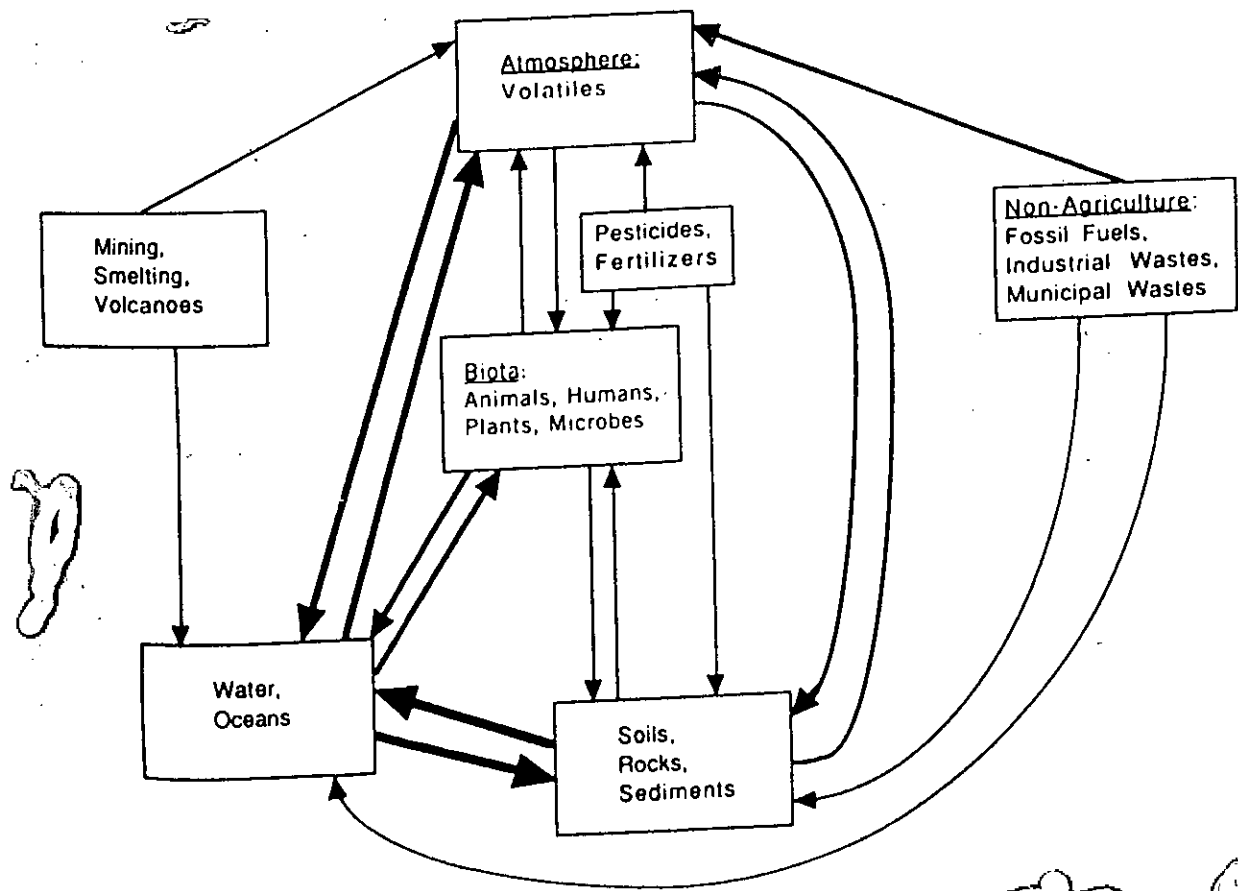 Atmosphere:
Volatiles
Mining,
Smelting,
Volcanoes
Pesticides,
Fertilizers
Non-Agriculture:
Fossil Fuels,
Industrial Wastes,
Municipal Wastes
Biota:
Animals, Humans,
Plants, Microbes
Water,
Oceans
Soils,
Rocks,
Sediments